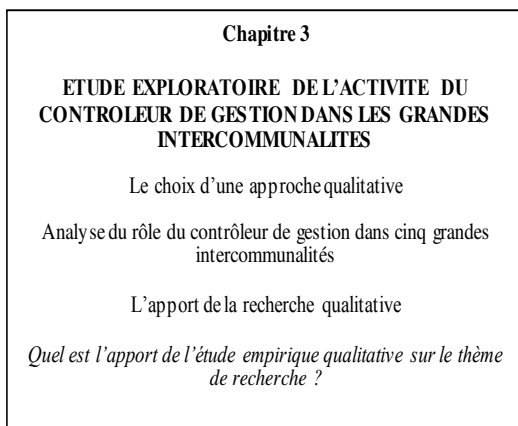 Chapitre 3
ETUDE EXPLORATOIRE DE L'ACTIVITE DU
CONTROLEUR DE GESTION DANS LES GRANDES
INTERCOMMUNALITES
Le choix d'une approche qualitative
Analyse du rôle du contrôleur de gestion dans cinq grandes
intercommunalités
L'apport de la recherche qualitative
Quel est l'apport de l'étude empirique qualitative sur le thème
de recherche ?